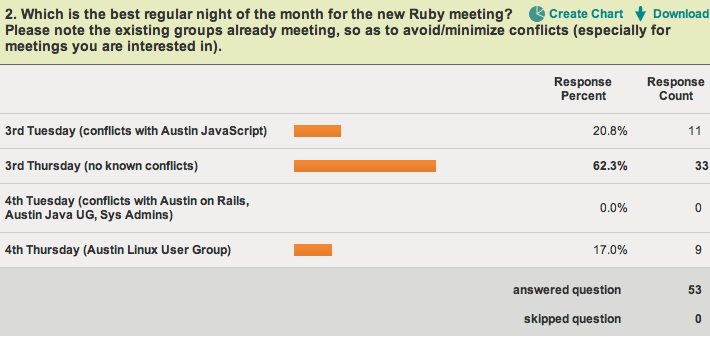 2. Which is the best regular night of the month for the new Ruby meeting? Create Chart Download
Please note the existing groups already meeting, so as to avoid/minimize conflicts (especially for
meetings you are interested in).
Response Percent Response Count
3rd Tuesday (conflicts with Austin JavaScript) 20.8% 11
3rd Thursday (no known conflicts) 62.3% 33
4th Tuesday (conflicts with Austin on Rails,
Austin Java UG, Sys Admins) 0.0% 0
4th Thursday (Austin Linux User Group) 17.0% 9
answered question 53
skipped question 0